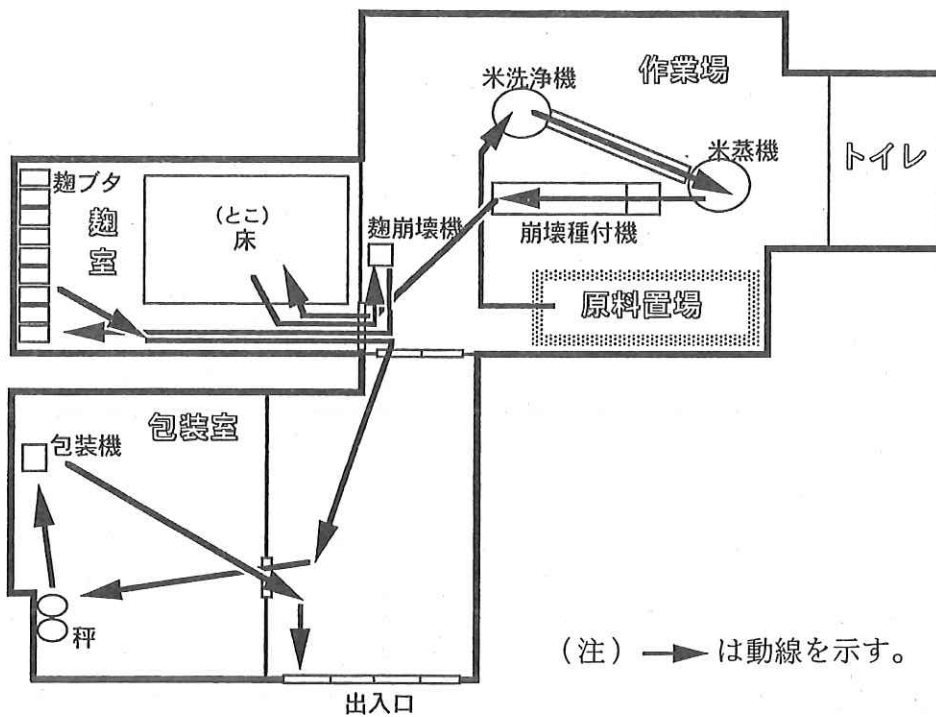 作業場
米洗浄機
米蒸機
トイレ
麹ブタ
麹室
(とこ)
床
麹崩壊機
崩壊種付機
原料置場
包装室
包装機
秤
(注) → は動線を示す。
出入口